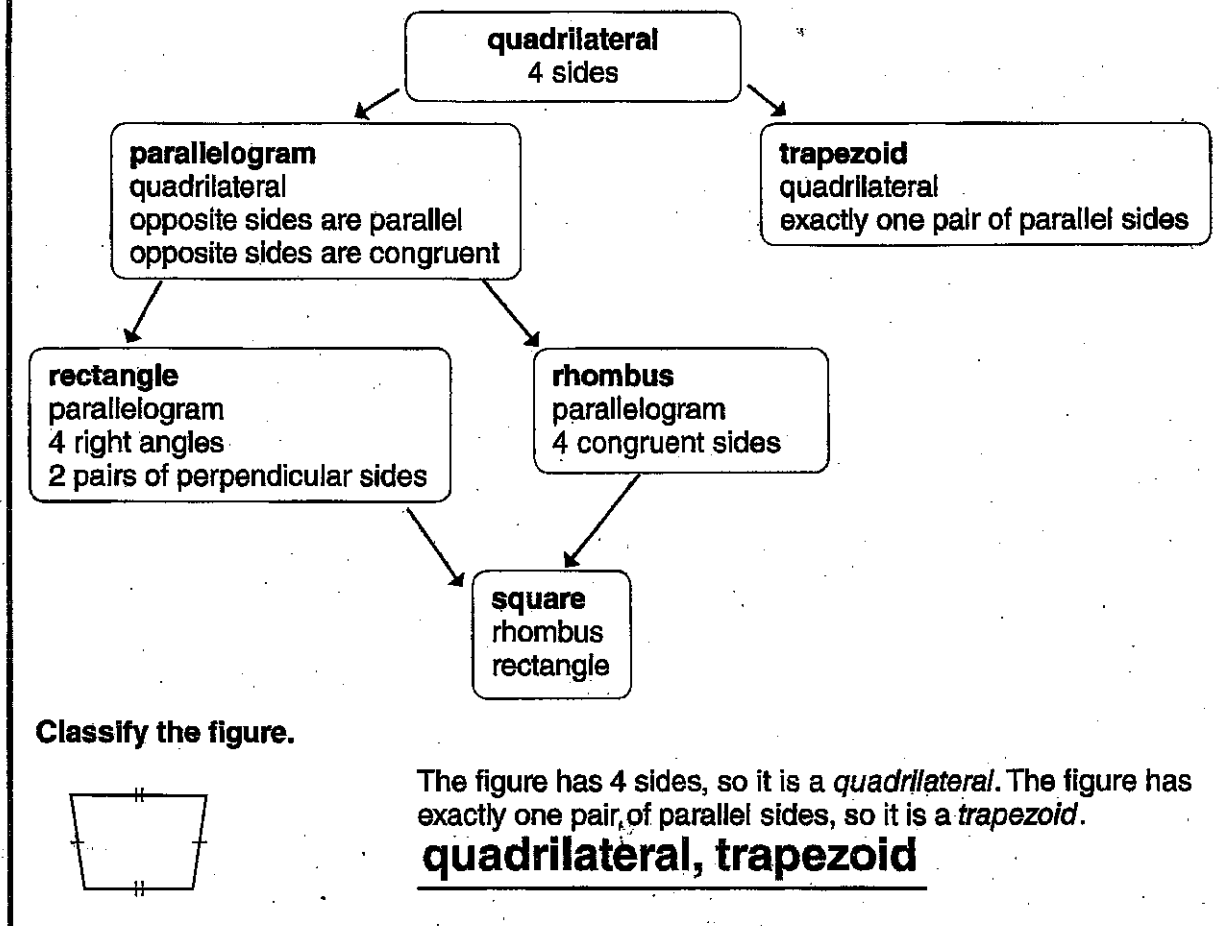 quadrilateral
4 sides
parallelogram
quadrilateral
opposite sides are parallel
opposite sides are congruent
trapezoid
quadrilateral
exactly one pair of parallel sides
rectangle
parallelogram
4 right angles
2 pairs of perpendicular sides
rhombus
parallelogram
4 congruent sides
square
rhombus
rectangle
Classify the figure.
The figure has 4 sides, so it is a quadrilateral. The figure has
exactly one pair of parallel sides, so it is a trapezoid.
quadrilateral, trapezoid